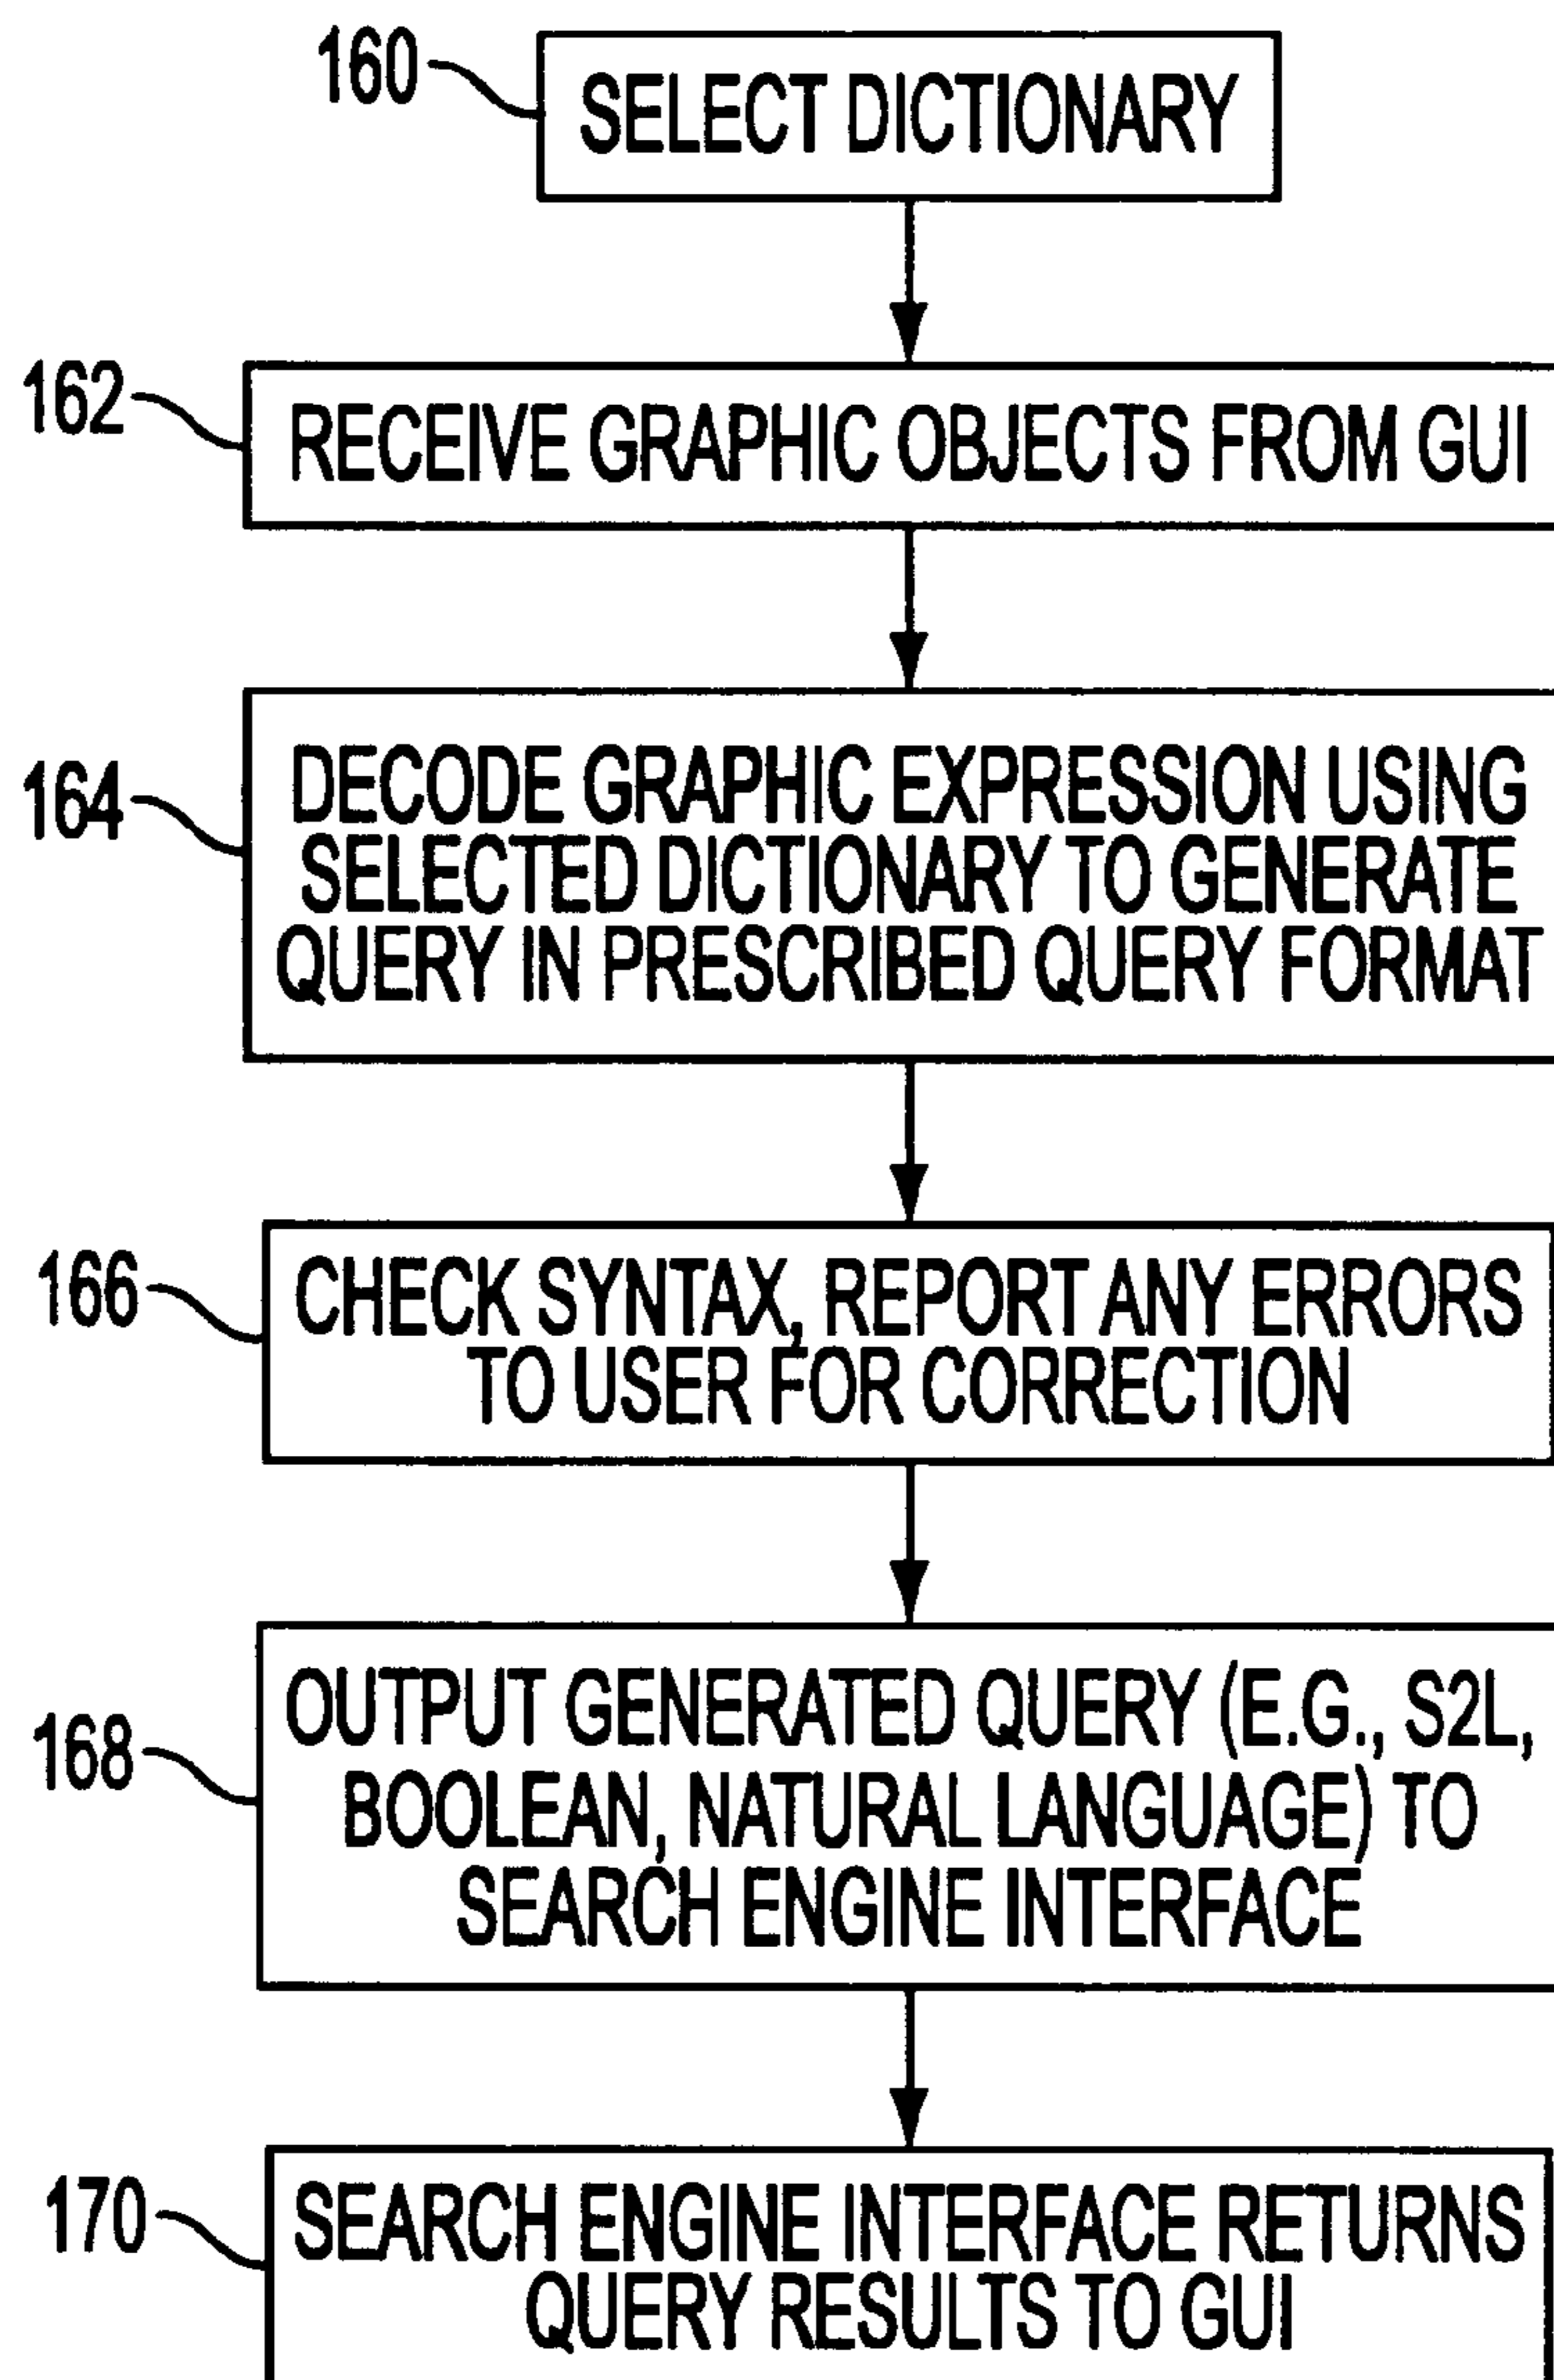 160
SELECT DICTIONARY
162
RECEIVE GRAPHIC OBJECTS FROM GUI
164
DECODE GRAPHIC EXPRESSION USING
SELECTED DICTIONARY TO GENERATE
QUERY IN PRESCRIBED QUERY FORMAT
166
CHECK SYNTAX, REPORT ANY ERRORS
TO USER FOR CORRECTION
168
OUTPUT GENERATED QUERY (E.G., S2L,
BOOLEAN, NATURAL LANGUAGE) TO
SEARCH ENGINE INTERFACE
170
SEARCH ENGINE INTERFACE RETURNS
QUERY RESULTS TO GUI